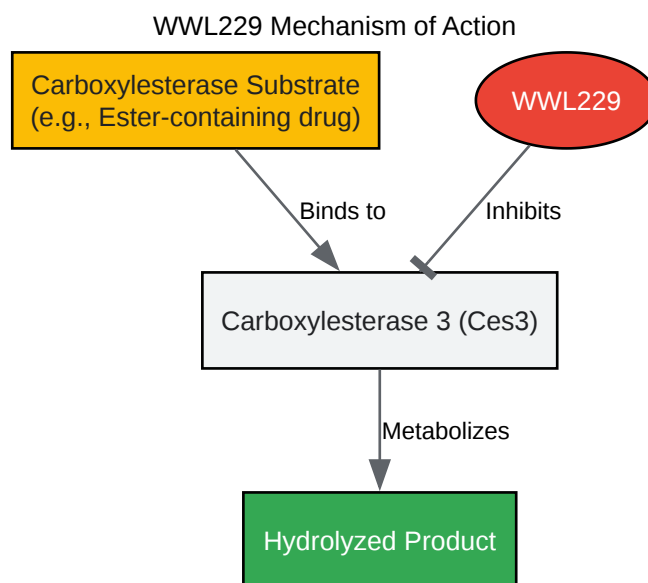 WWL229 Mechanism of Action
Carboxylesterase Substrate
(e.g., Ester-containing drug)
WWL229
Binds to
Inhibits
Carboxylesterase 3 (Ces3)
Metabolizes
Hydrolyzed Product